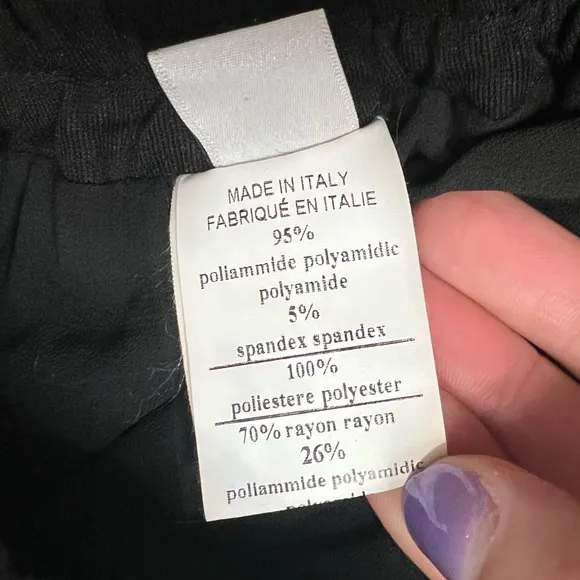 MADE IN ITALY
FABRIQUÉ EN ITALIE
95%
poliammide polyamidic
polyamide
5%
spandex spandex
100%
poliestere polyester
70% rayon rayon
26%
poliammide polyamidic